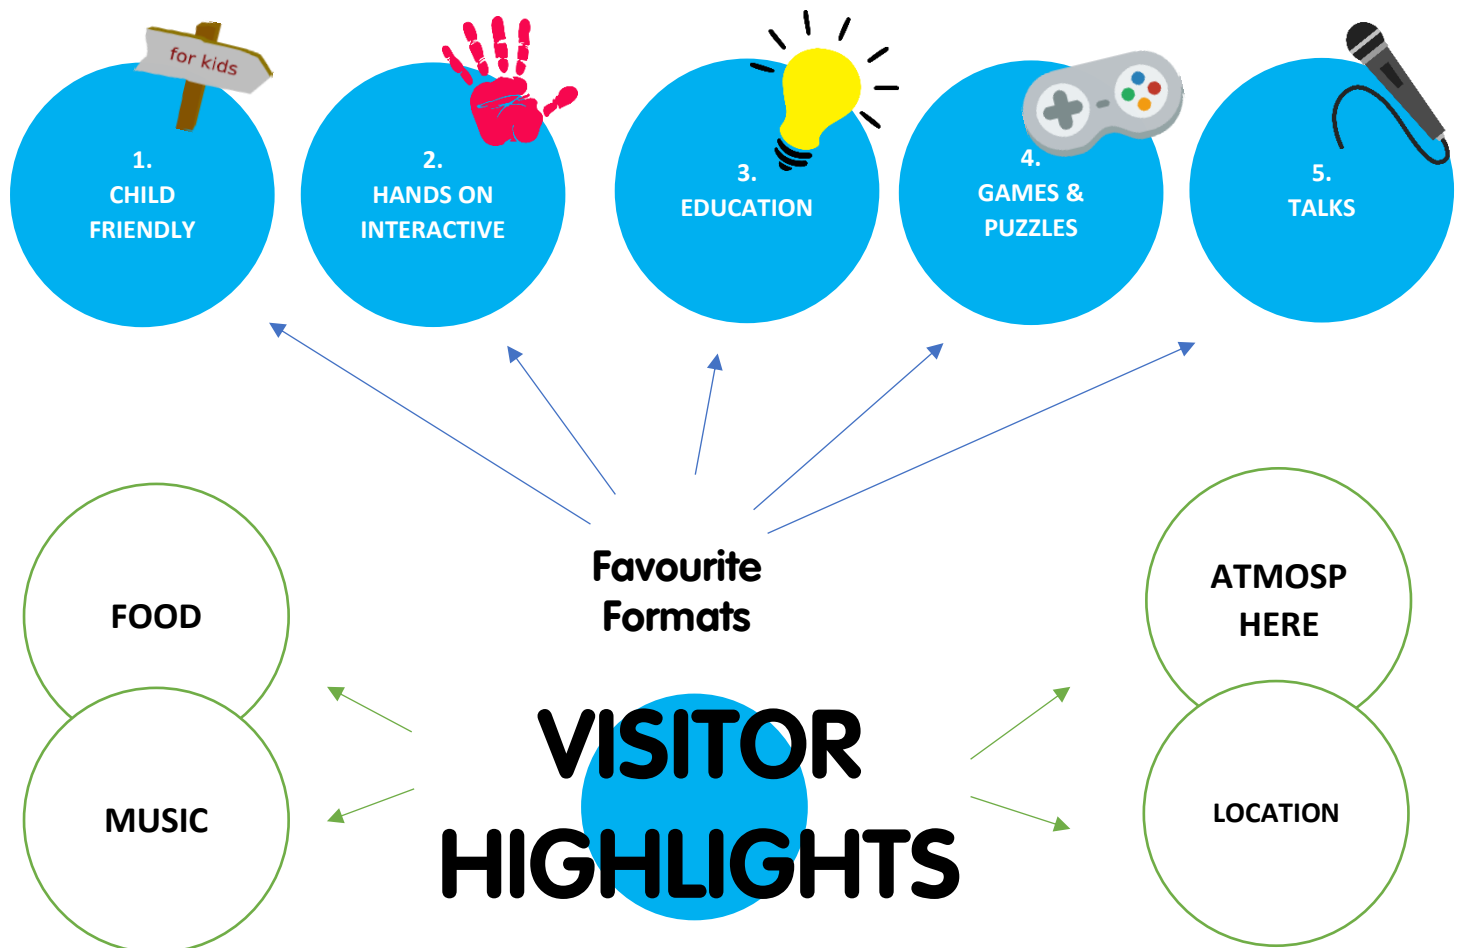 for kids
1.
CHILD
FRIENDLY
2.
HANDS ON
INTERACTIVE
3.
EDUCATION
4.
GAMES &
PUZZLES
5.
TALKS
Favourite
Formats
FOOD
MUSIC
ATMOSP
HERE
LOCATION
VISITOR
HIGHLIGHTS